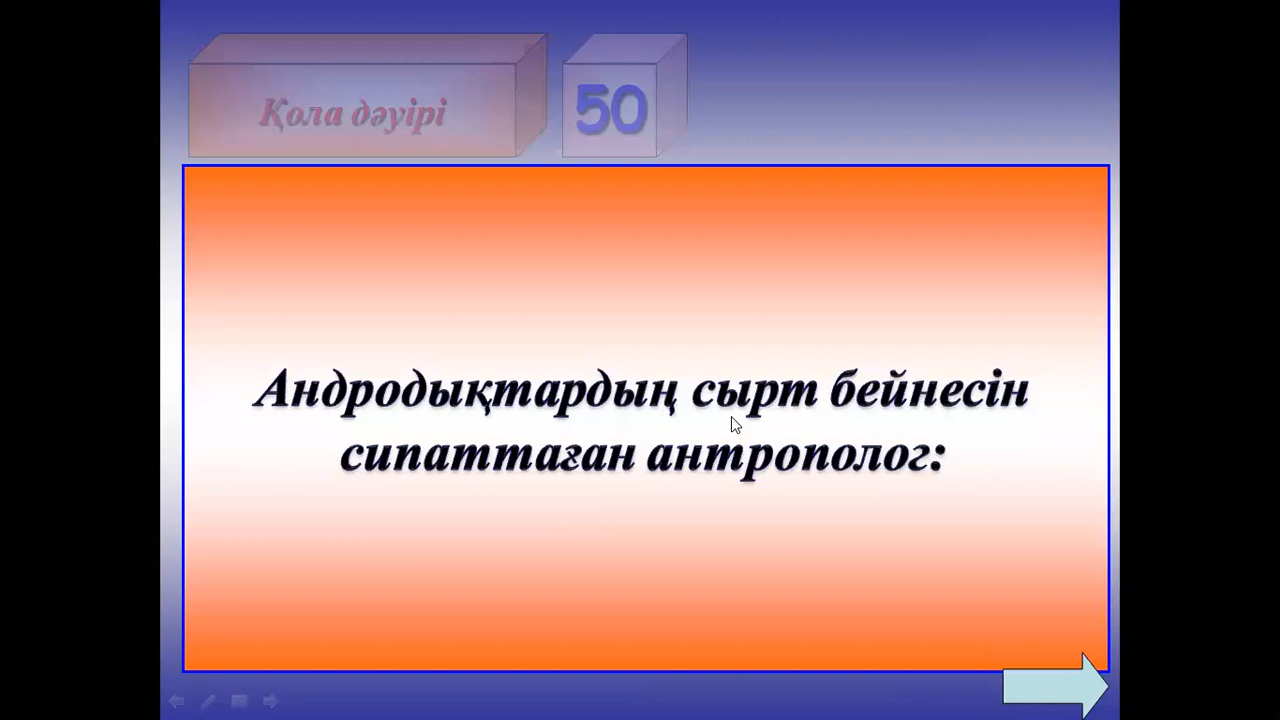 Қола дәуірі
50
Андродықтардың сырт бейнесін
сипаттаған антрополог: